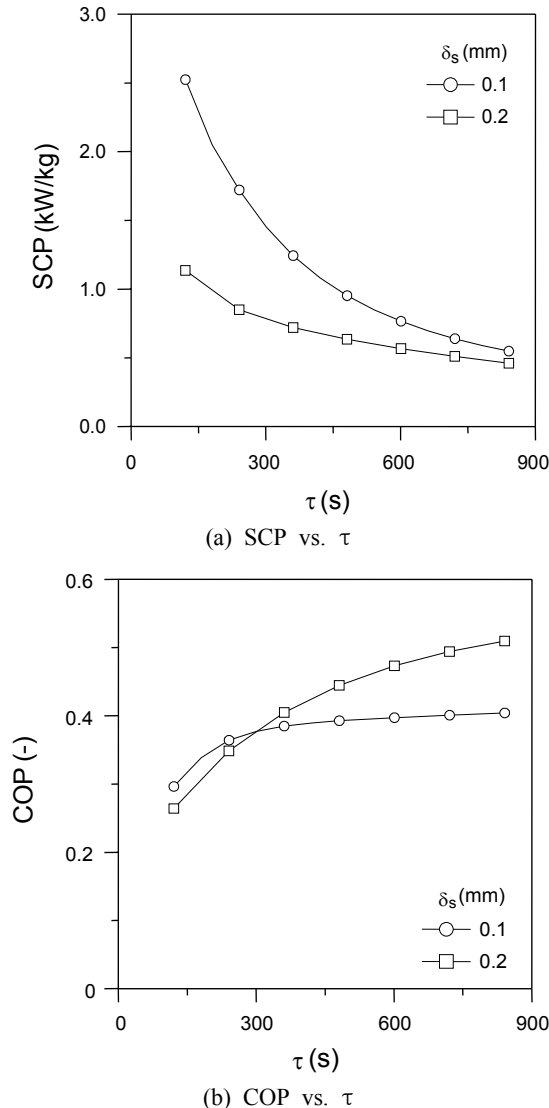 3.0
δs (mm)
0.1
0.2
2.0
SCP (kW/kg)
1.0
0.0
0 300 600 900
τ (s)
(a) SCP vs. τ
0.6
0.4
COP (-)
0.2
δs (mm)
0.1
0.2
0
0 300 600 900
τ (s)
(b) COP vs. τ